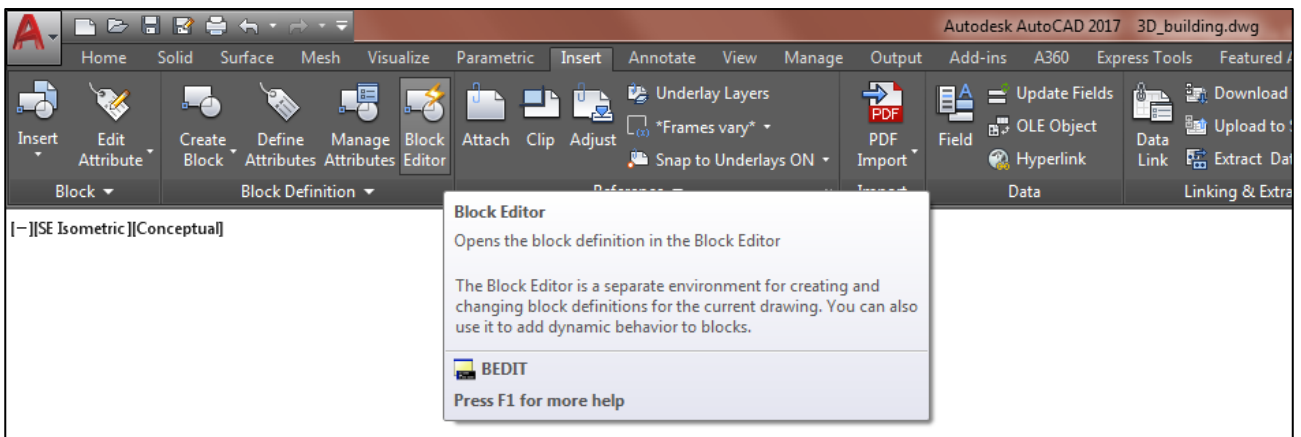 Autodesk AutoCAD 2017 3D_building.dwg
Home Solid Surface Mesh Visualize Parametric Insert Annotate View Manage Output Add-ins A360 Express Tools Featured
Insert
Edit
Attribute
Create
Block
Define
Attributes
Manage
Attributes
Block
Editor
Attach
Clip
Adjust
Underlay Layers
*Frames vary*
Snap to Underlays ON
PDF
PDF
Import
Field
Update Fields
OLE Object
Hyperlink
Data
Link
Download
Upload to
Extract
Block
Block Definition
Data
Linking &
[−][SE Isometric][Conceptual]
Block Editor
Opens the block definition in the Block Editor
The Block Editor is a separate environment for creating and
changing block definitions for the current drawing. You can also
use it to add dynamic behavior to blocks.
BEDIT
Press F1 for more help